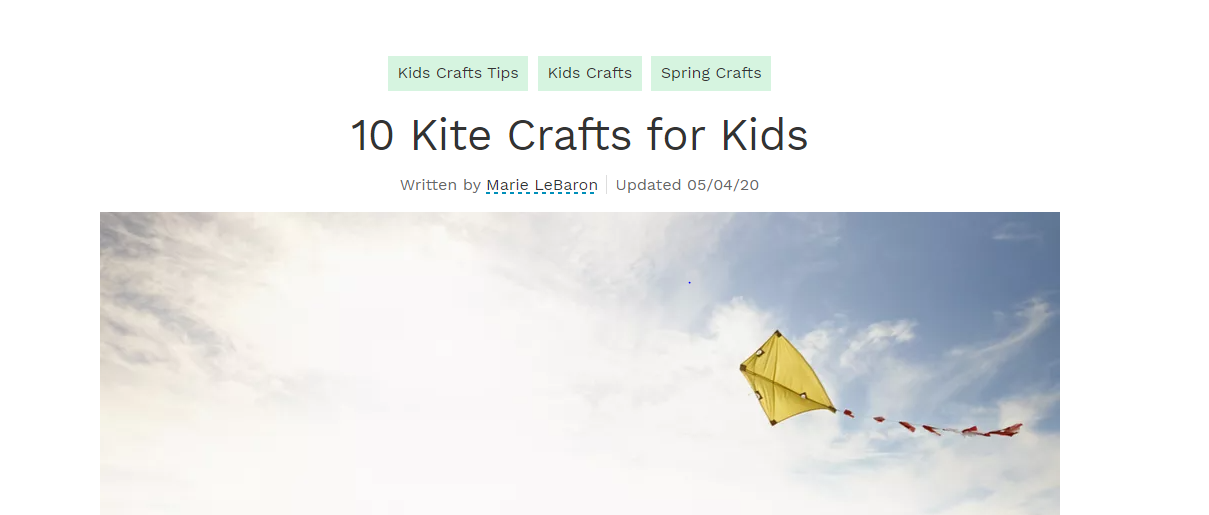 Kids Crafts Tips Kids Crafts Spring Crafts
10 Kite Crafts for Kids
Written by Marie LeBaron Updated 05/04/20